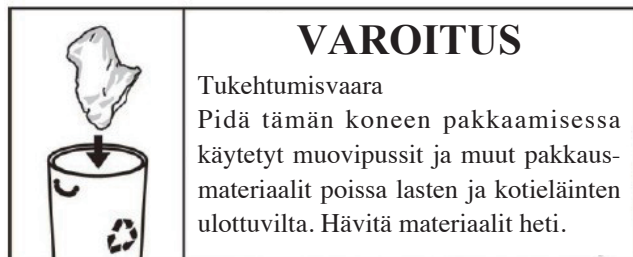 VAROITUS
Tukehtumisvaara
Pidä tämän koneen pakkaamisessa
käytetyt muovipussit ja muut pakkaus-
materiaalit poissa lasten ja kotieläinten
ulottuvilta. Hävitä materiaalit heti.